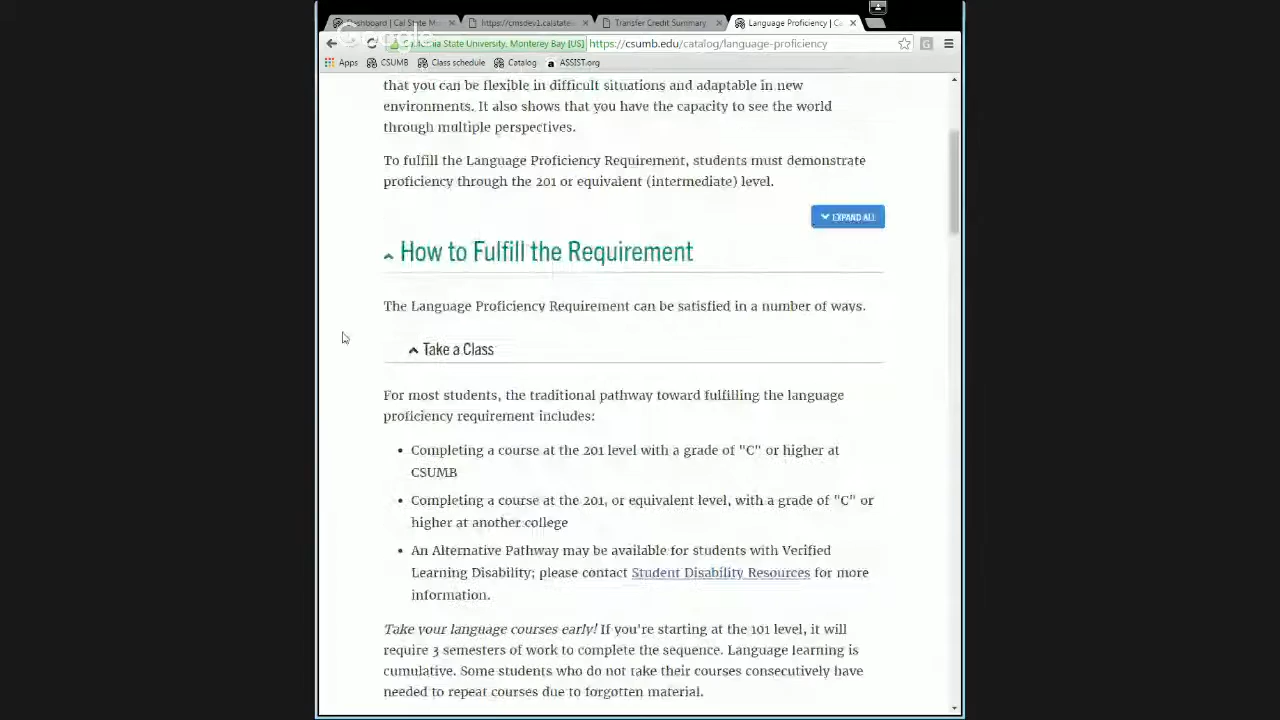 Dashboard | Cal State M
https://cmsdev1.calstate
Transfer Credit Summary
Language Proficiency | Ca
Google
State University, Monterey Bay [US]
https://csumb.edu/catalog/language-proficiency
Apps CSUMB Class schedule Catalog ASSIST.org
that you can be flexible in difficult situations and adaptable in new
environments. It also shows that you have the capacity to see the world
through multiple perspectives.
To fulfill the Language Proficiency Requirement, students must demonstrate
proficiency through the 201 or equivalent (intermediate) level.
EXPAND ALL
How to Fulfill the Requirement
The Language Proficiency Requirement can be satisfied in a number of ways.
Take a Class
For most students, the traditional pathway toward fulfilling the language
proficiency requirement includes:
• Completing a course at the 201 level with a grade of "C" or higher at
CSUMB
• Completing a course at the 201, or equivalent level, with a grade of "C" or
higher at another college
• An Alternative Pathway may be available for students with Verified
Learning Disability; please contact Student Disability Resources for more
information.
Take your language courses early! If you're starting at the 101 level, it will
require 3 semesters of work to complete the sequence. Language learning is
cumulative. Some students who do not take their courses consecutively have
needed to repeat courses due to forgotten material.